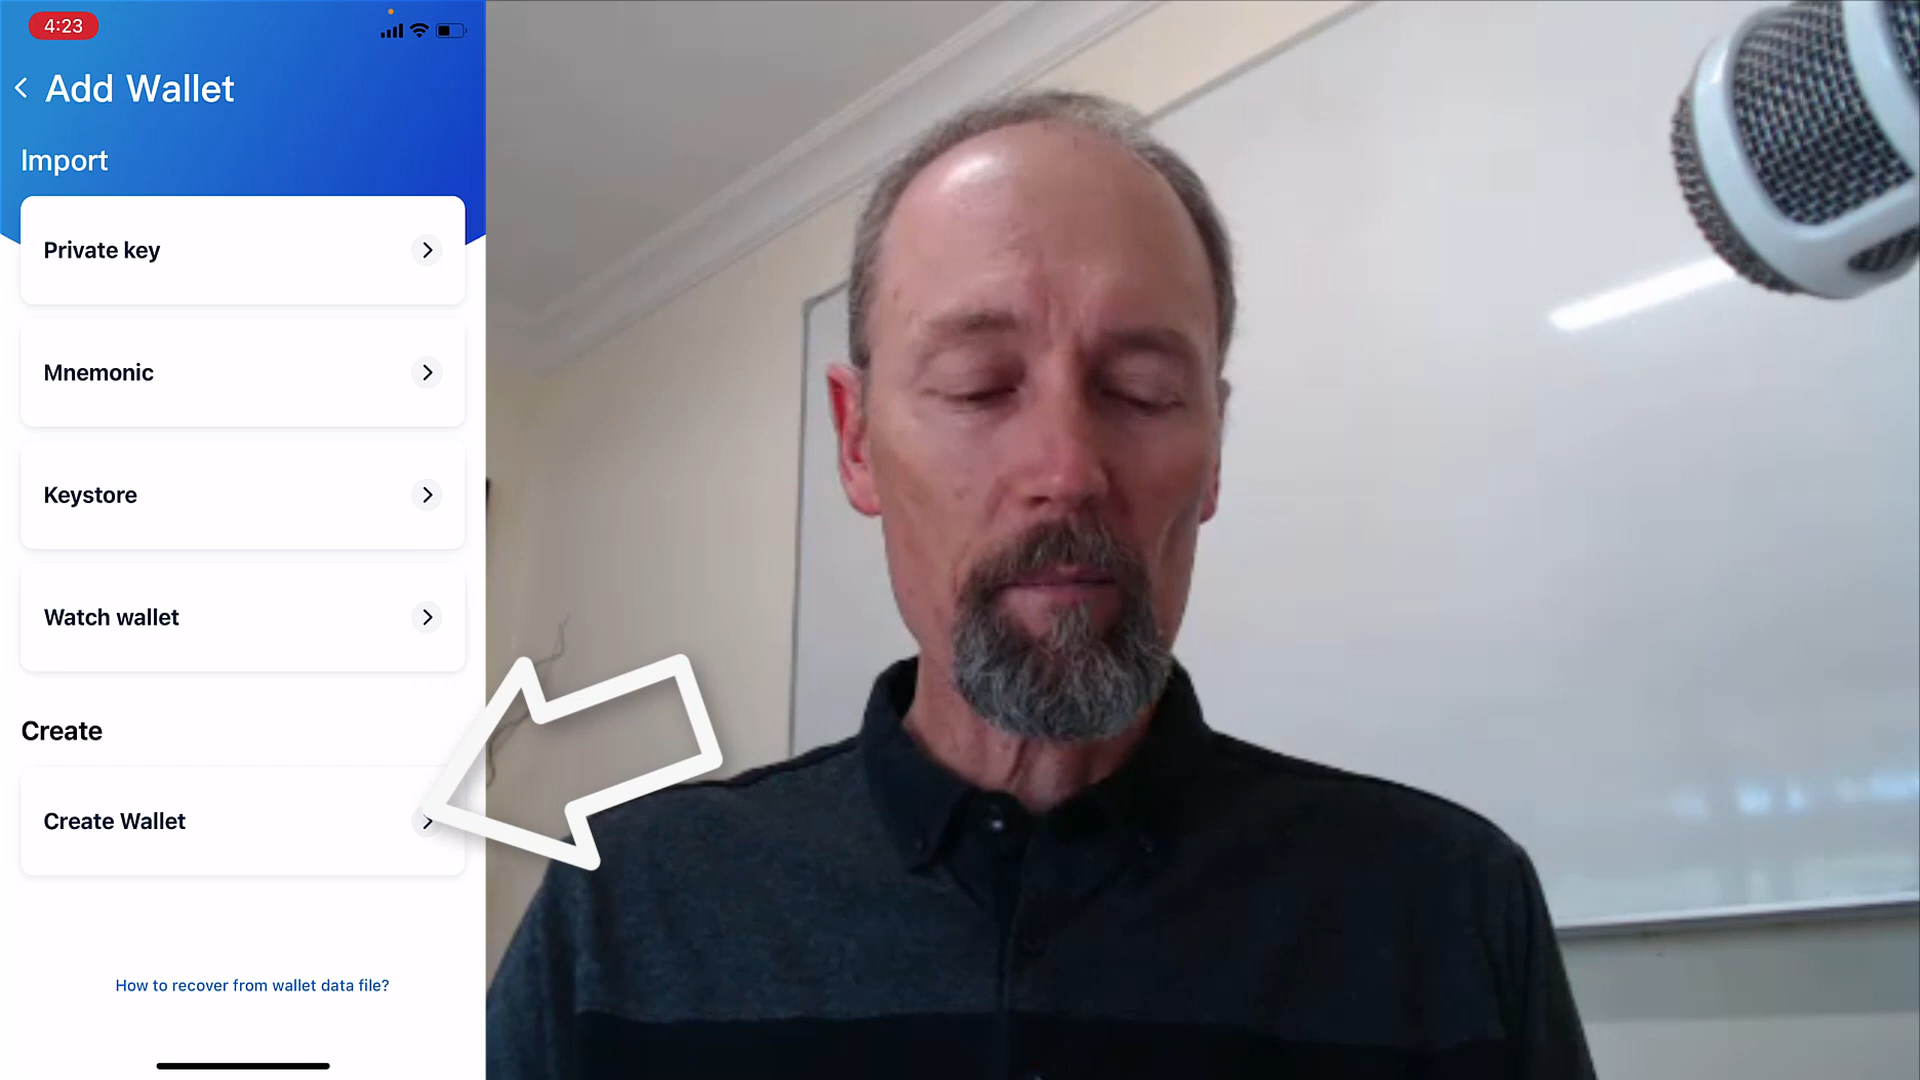 4:23
Add Wallet
Import
Private key
Mnemonic
Keystore
Watch wallet
Create
Create Wallet
How to recover from wallet data file?